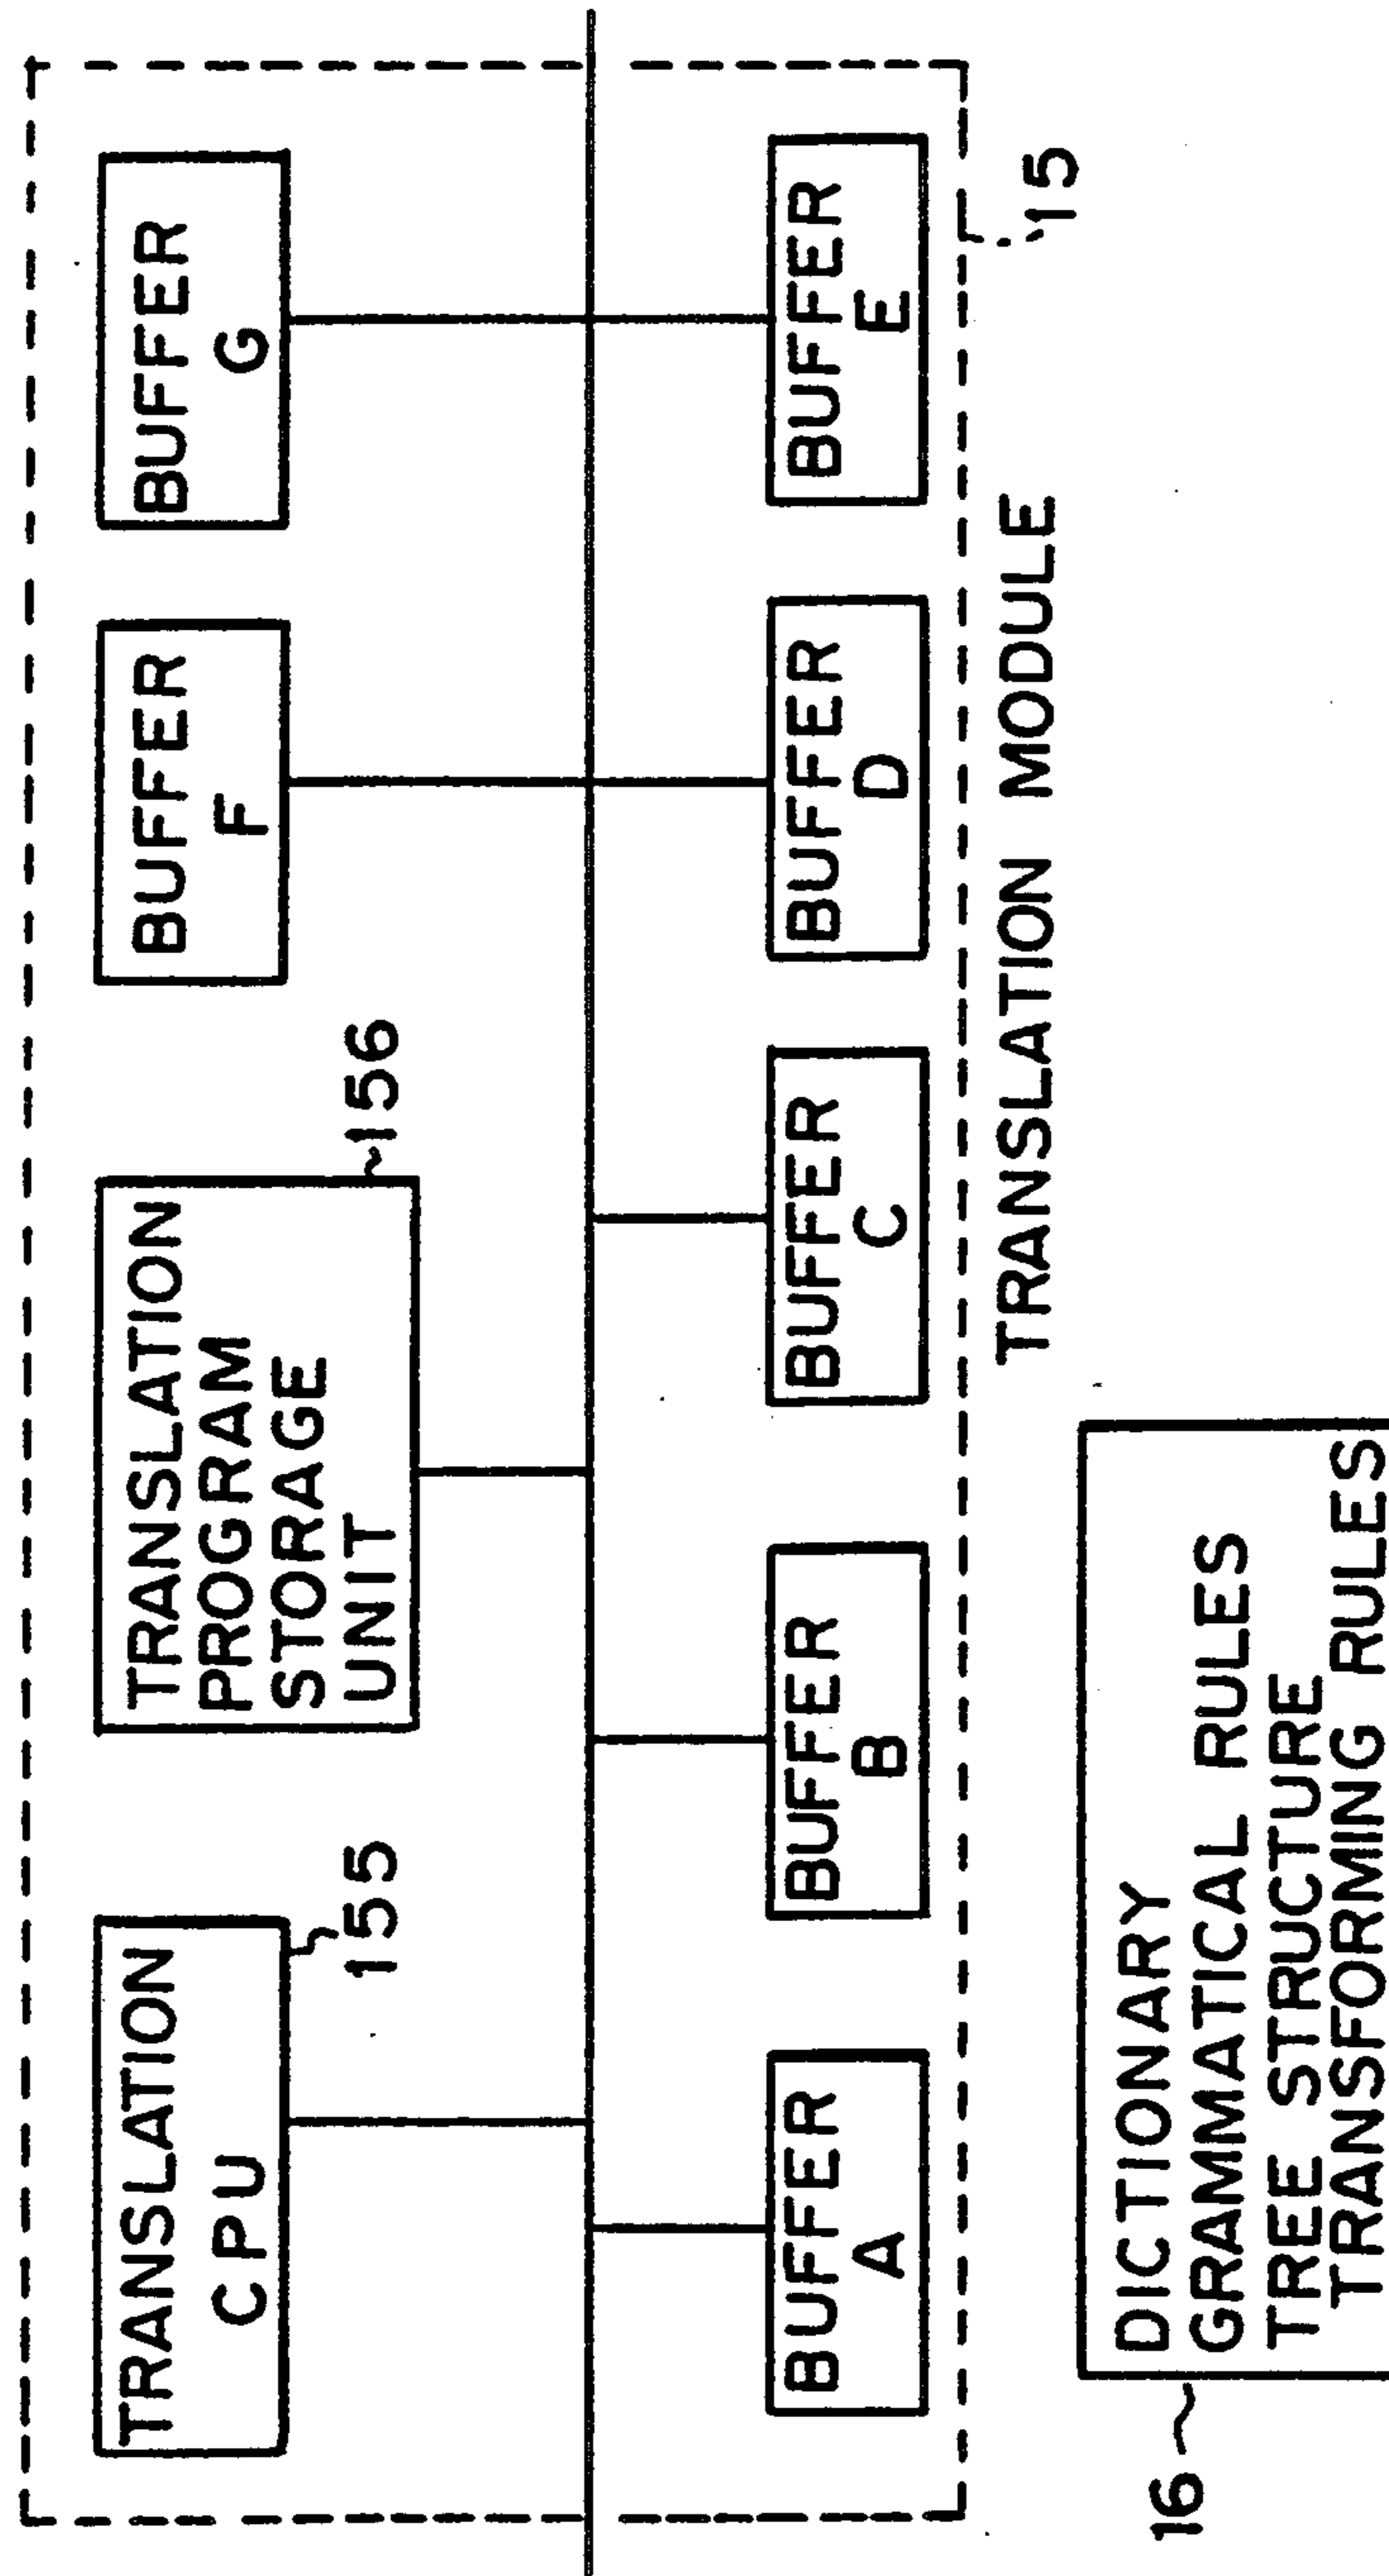 TRANSLATION
CPU
155
TRANSLATION
PROGRAM
STORAGE
UNIT
156
BUFFER
F
BUFFER
G
BUFFER
A
BUFFER
B
BUFFER
C
BUFFER
D
BUFFER
E
TRANSLATION MODULE
15
16
DICTIONARY
GRAMMATICAL RULES
TREE STRUCTURE
TRANSFORMING RULES